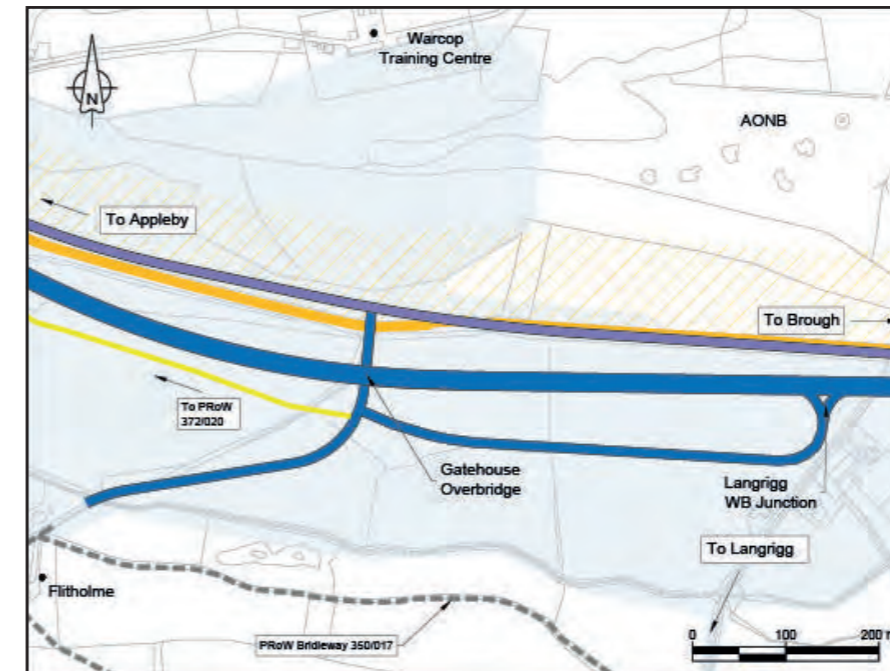 Warcop
Training Centre
N
AONB
To Appleby
To Brough
To PRoW
372/020
Gatehouse
Overbridge
Langrigg
WB Junction
To Langrigg
Flitholme
PRoW Bridleway 350/017
0 100 200 m